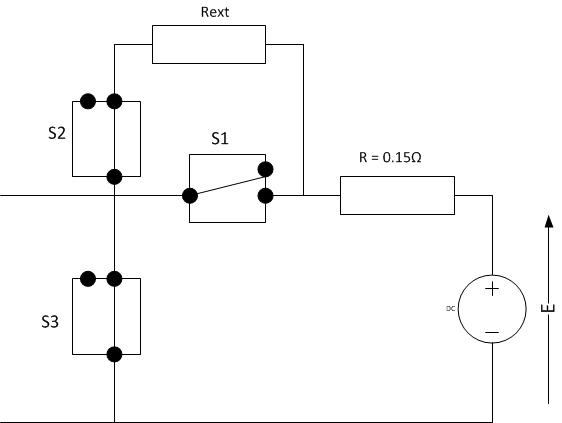 Rext
S2
S1
R = 0.15Ω
S3
DC
E